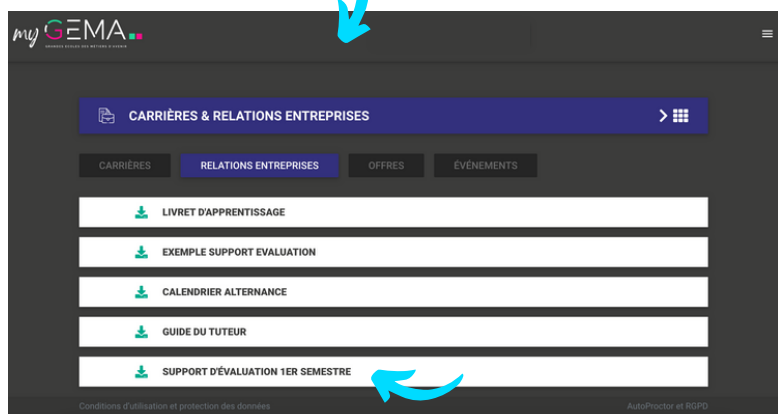 my GEMA
GRANDES ECOLES DES MÉTIERS D'AVENIR
CARRIÈRES & RELATIONS ENTREPRISES
CARRIÈRES RELATIONS ENTREPRISES OFFRES ÉVÉNEMENTS
LIVRET D'APPRENTISSAGE
EXEMPLE SUPPORT EVALUATION
CALENDRIER ALTERNANCE
GUIDE DU TUTEUR
SUPPORT D'ÉVALUATION 1ER SEMESTRE
Conditions d'utilisation et protection des données AutoProctor et RGPD